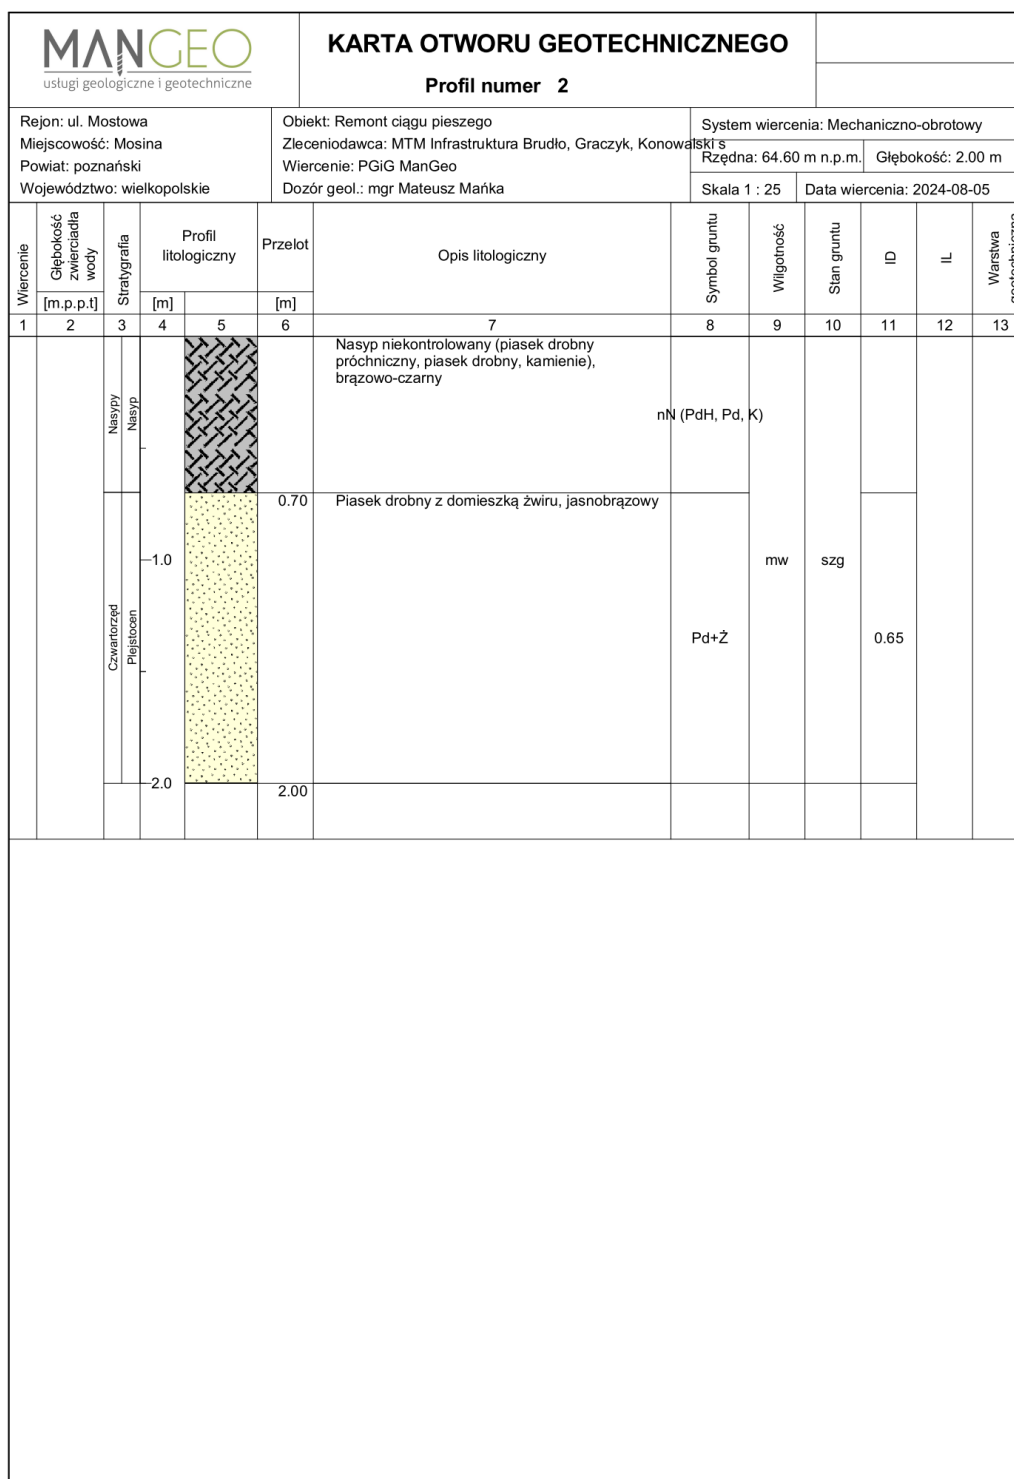 MANGEO
usługi geologiczne i geotechniczne
KARTA OTWORU GEOTECHNICZNEGO
Profil numer 2
Rejon: ul. Mostowa
Miejscowość: Mosina
Powiat: poznański
Województwo: wielkopolskie
Obiekt: Remont ciągu pieszego
Zleceniodawca: MTM Infrastruktura Brudło, Graczyk, Konowalski s
Wiercenie: PGiG ManGeo
Dozór geol.: mgr Mateusz Mańka
System wiercenia: Mechaniczno-obrotowy
Rzędna: 64.60 m n.p.m. Głębokość: 2.00 m
Skala 1 : 25 Data wiercenia: 2024-08-05
Wiercenie
Głębokość
zwierciadła
wody
[m.p.p.t]
Stratygrafia
Profil
litologiczny
[m]
Przelot
[m]
Opis litologiczny
Symbol gruntu
Wilgotność
Stan gruntu
ID
IL
Warstwa
geotechniczna
1 2 3 4 5 6 7 8 9 10 11 12 13
Nasypy
Nasyp
Nasyp niekontrolowany (piasek drobny
próchniczny, piasek drobny, kamienie),
brązowo-czarny
nN (PdH, Pd, K)
0.70 Piasek drobny z domieszką żwiru, jasnobrązowy
1.0
mw szg
Czwartorzęd
Plejstocen
Pd+Ż
0.65
2.0
2.00